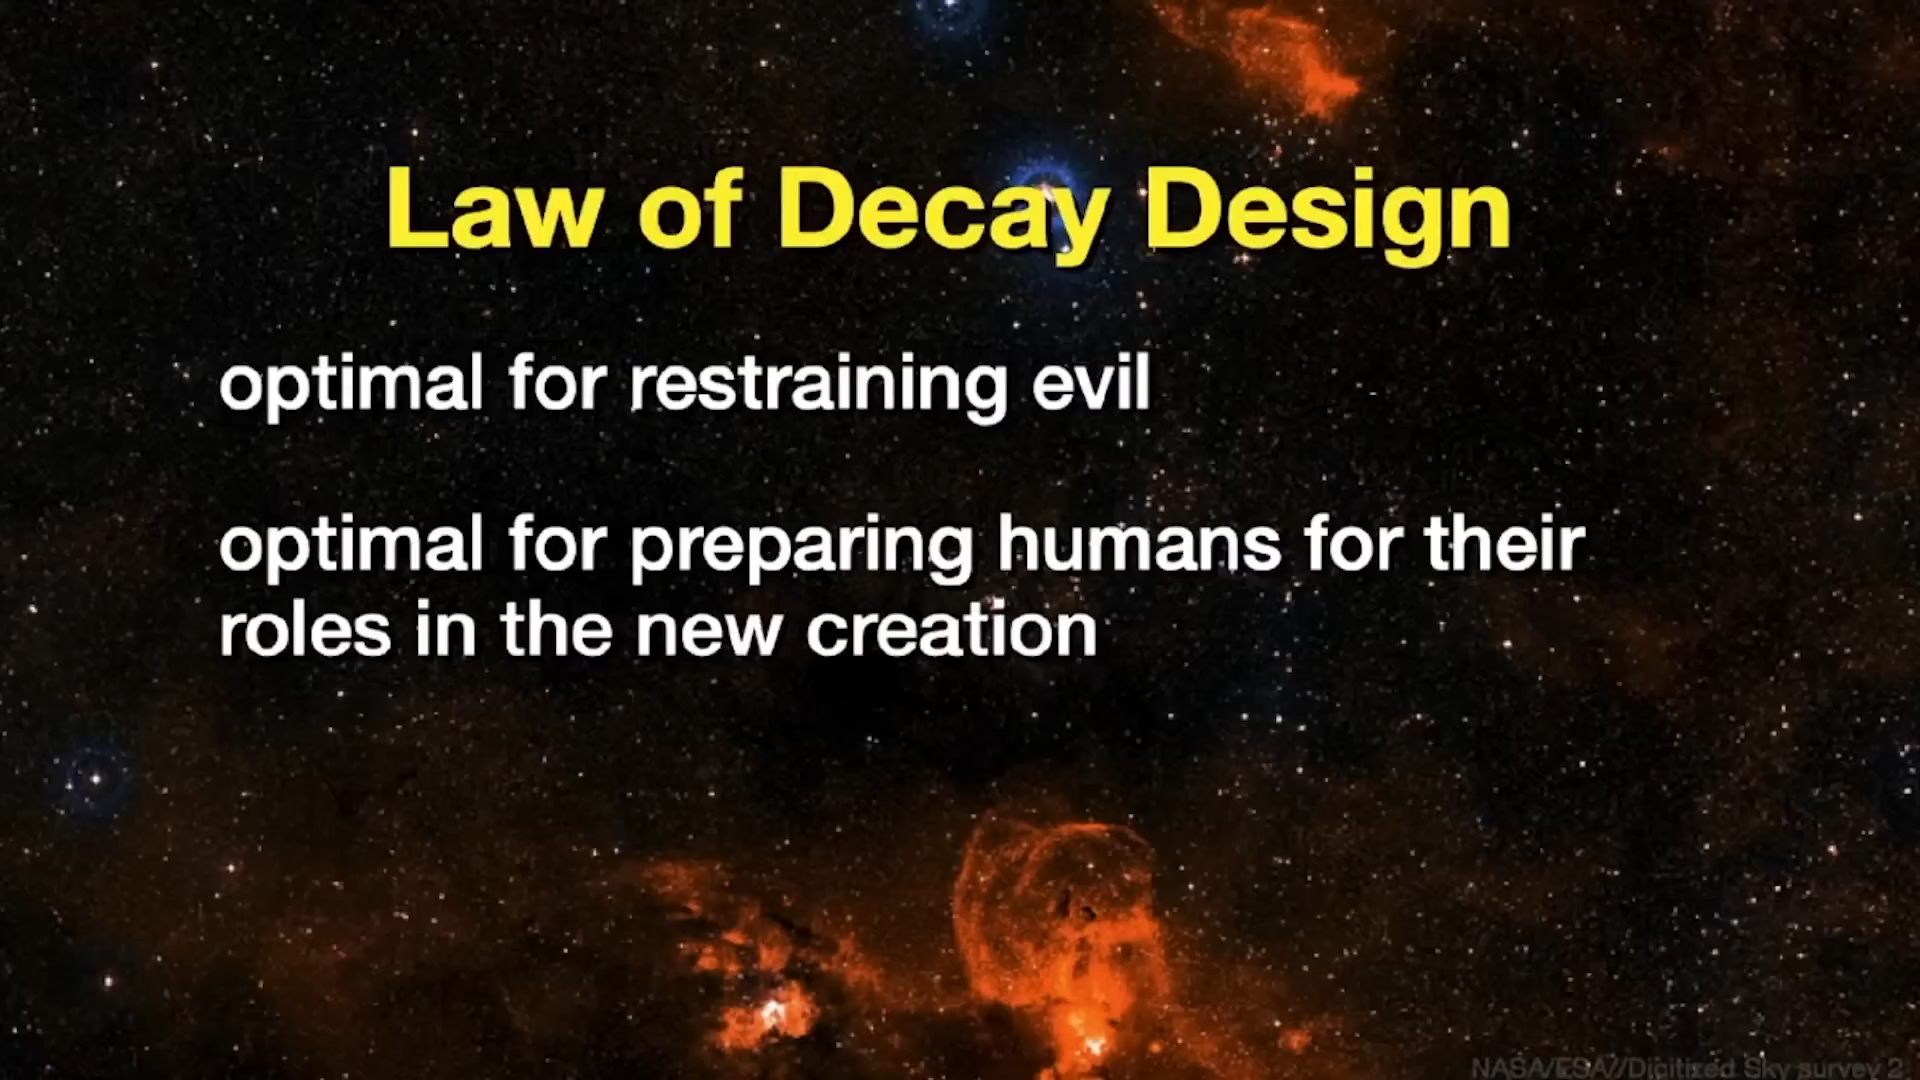 Law of Decay Design
optimal for restraining evil
optimal for preparing humans for their
roles in the new creation
NASA/ESA//Digitized Sky survey 2